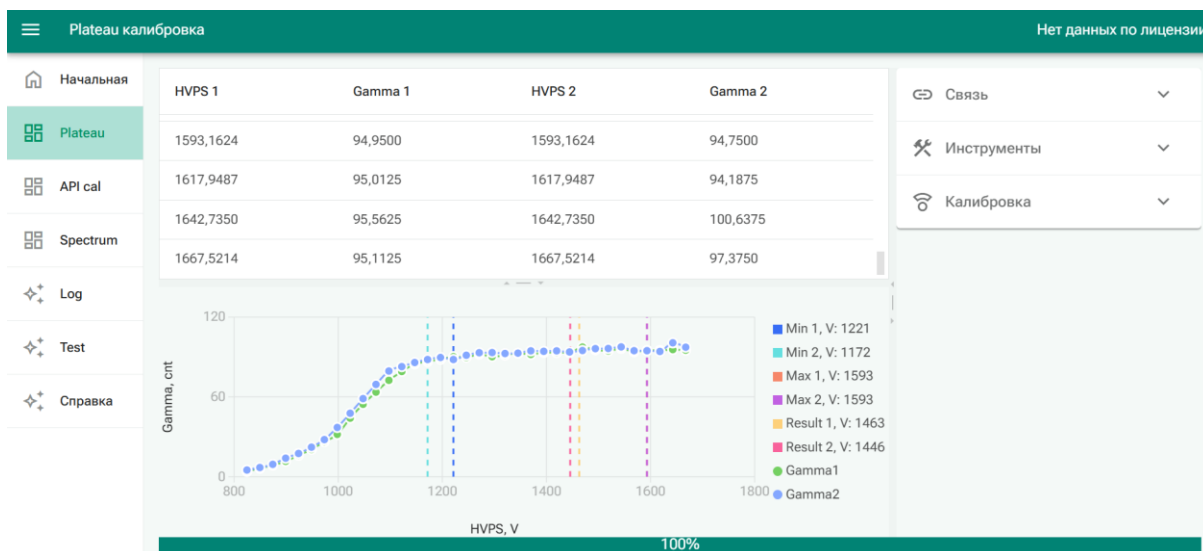 Plateau калибровка
Нет данных по лицензии
Начальная
Plateau
API cal
Spectrum
Log
Test
Справка
HVPS 1 Gamma 1 HVPS 2 Gamma 2
1593,1624 94,9500 1593,1624 94,7500
1617,9487 95,0125 1617,9487 94,1875
1642,7350 95,5625 1642,7350 100,6375
1667,5214 95,1125 1667,5214 97,3750
Связь
Инструменты
Калибровка
Gamma, cnt
120
60
0
800 1000 1200 1400 1600 1800
HVPS, V
Min 1, V: 1221
Min 2, V: 1172
Max 1, V: 1593
Max 2, V: 1593
Result 1, V: 1463
Result 2, V: 1446
Gamma1
Gamma2
100%